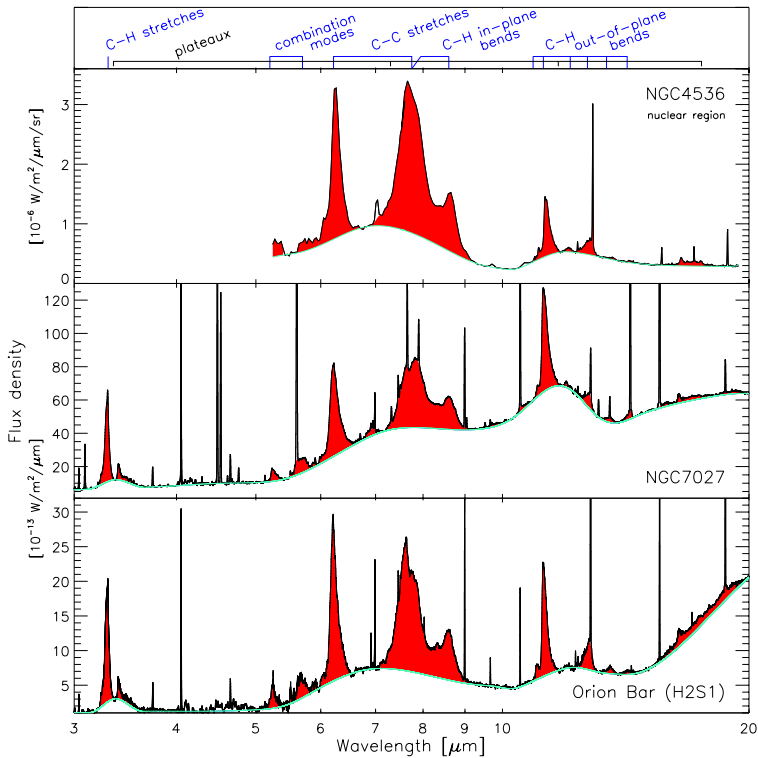 C−H stretches
plateaux
combination
modes
C−C stretches
C−H in−plane
bends
C−H out−of−plane
bends
NGC4536
nuclear region
3
2
1
0
[10⁻⁶ W/m²/μm/sr]
NGC7027
120
100
80
60
40
20
Flux density
[10⁻¹³ W/m²/μm]
Orion Bar (H2S1)
30
25
20
15
10
5
3 4 5 6 7 8 9 10 20
Wavelength [μm]